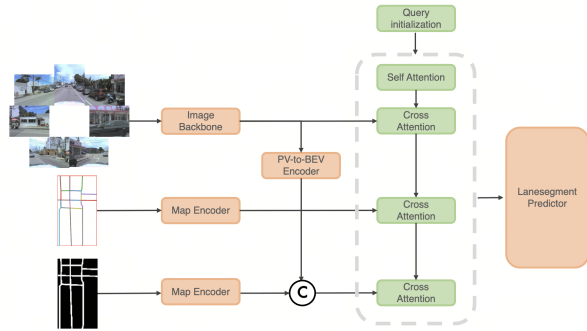 Query
initialization
Self Attention
Image
Backbone
Cross
Attention
PV-to-BEV
Encoder
Map Encoder
Cross
Attention
Lanesegment
Predictor
Map Encoder
C
Cross
Attention